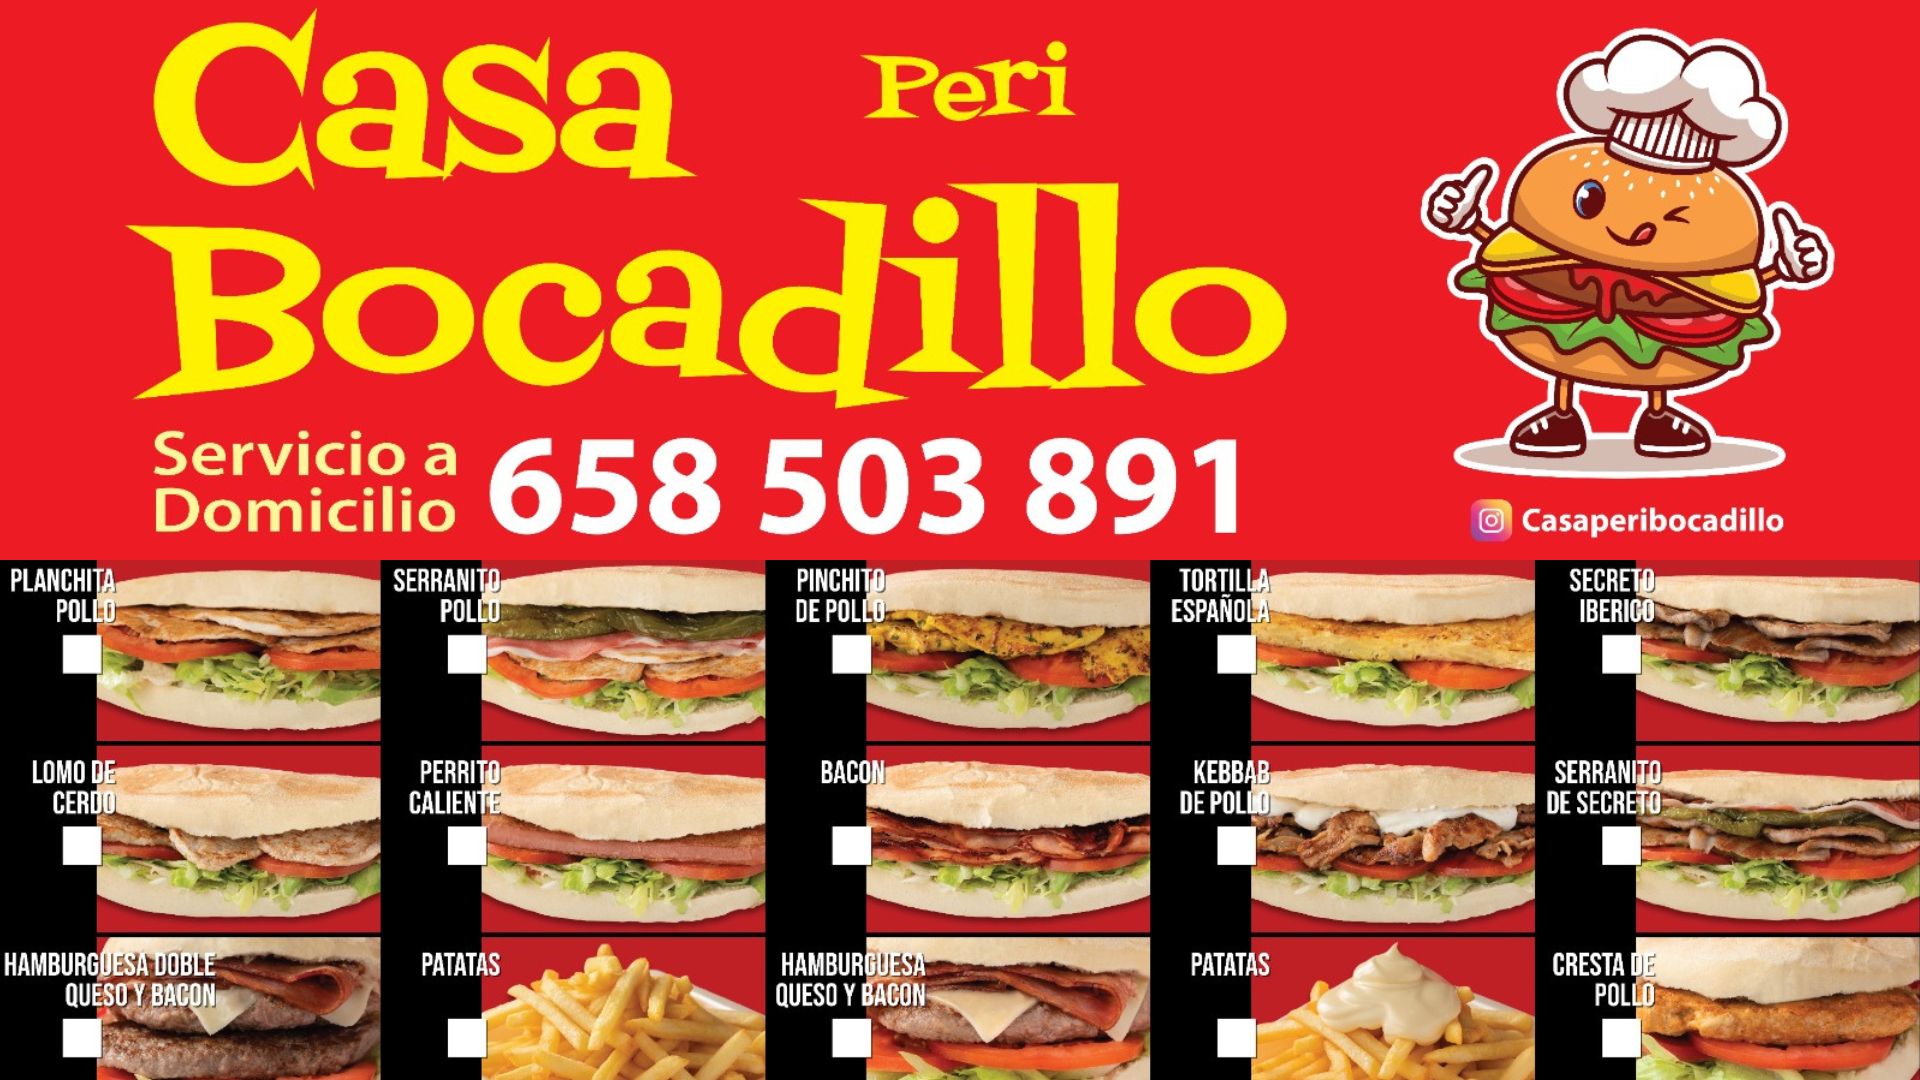 Casa Peri
Bocadillo
Servicio a
Domicilio
658 503 891
Casaperibocadillo
PLANCHITA
POLLO
SERRANITO
POLLO
PINCHITO
DE POLLO
TORTILLA
ESPAÑOLA
SECRETO
IBERICO
LOMO DE
CERDO
PERRITO
CALIENTE
BACON
KEBBAB
DE POLLO
SERRANITO
DE SECRETO
HAMBURGUESA DOBLE
QUESO Y BACON
PATATAS
HAMBURGUESA
QUESO Y BACON
PATATAS
CRESTA DE
POLLO